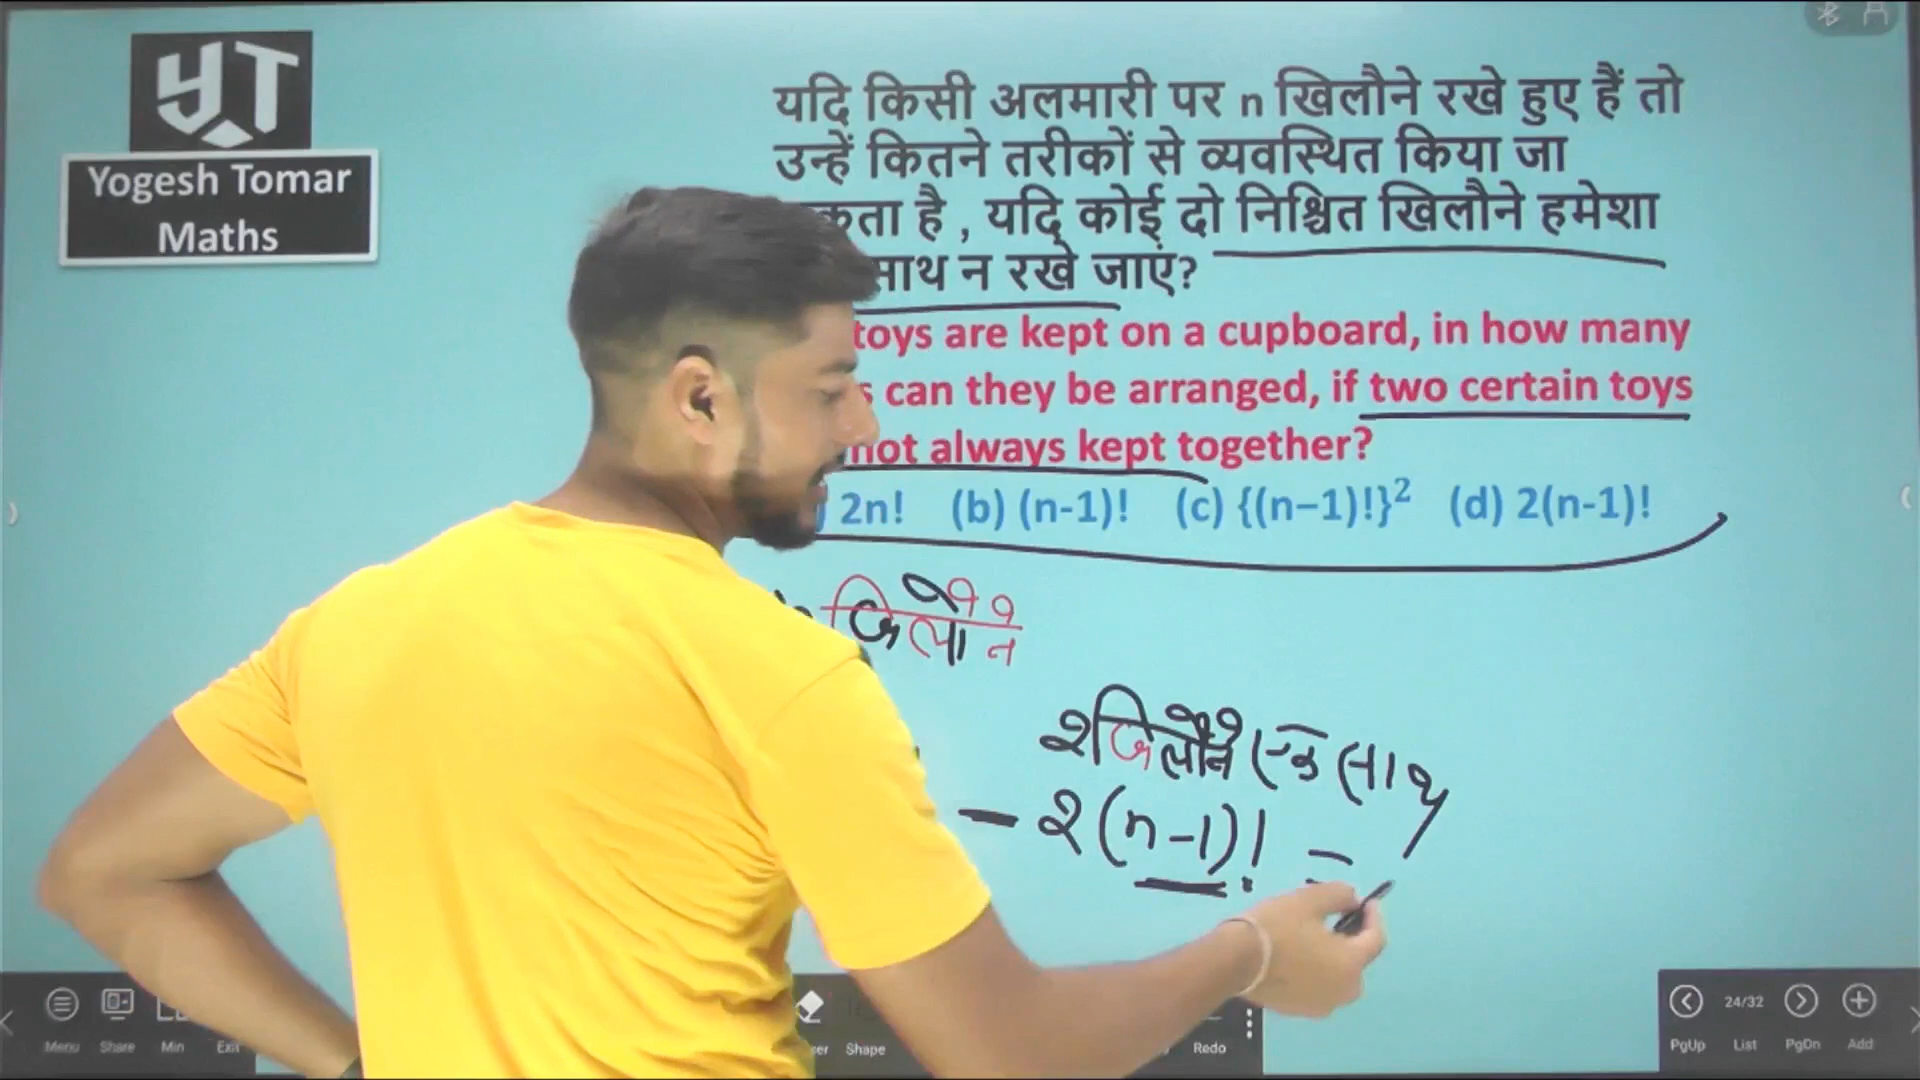 YT
Yogesh Tomar
Maths
यदि किसी अलमारी पर n खिलौने रखे हुए हैं तो
उन्हें कितने तरीकों से व्यवस्थित किया जा
है , यदि कोई दो निश्चित खिलौने हमेशा
साथ न रखे जाएं?
toys are kept on a cupboard, in how many
can they be arranged, if two certain toys
not always kept together?
2n! (b) (n-1)! (c) {(n−1)!}² (d) 2(n-1)!
२ खिलौने एक साथ
- २(n-1)! =
Menu Share Min Exit Shape Redo
24/32
PgUp List PgDn Add